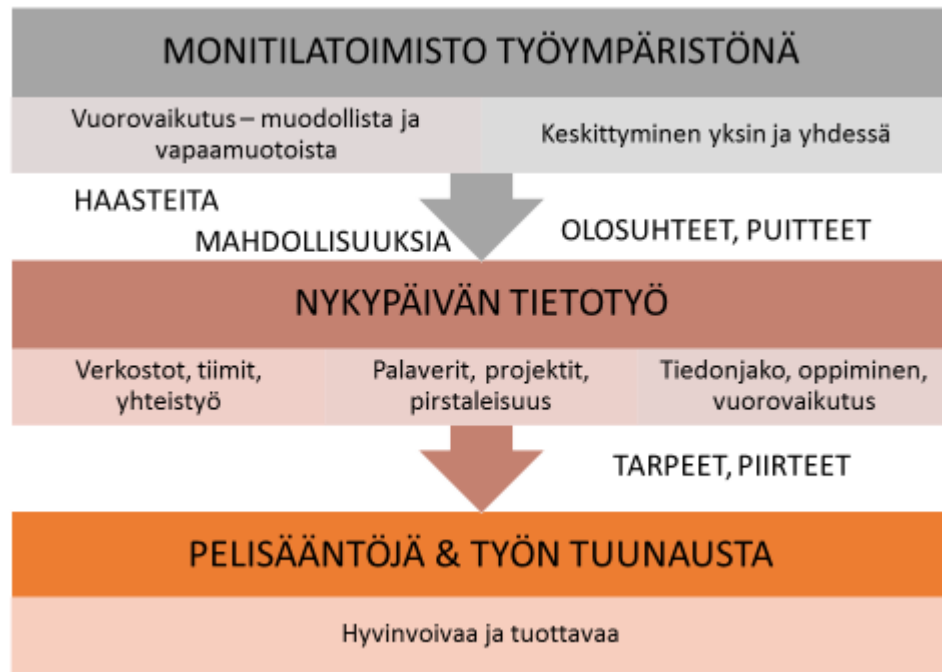 MONITILATOIMISTO TYÖYMPÄRISTÖNÄ
Vuorovaikutus – muodollista ja
vapaamuotoista
Keskittyminen yksin ja yhdessä
HAASTEITA
MAHDOLLISUUKSIA
OLOSUHTEET, PUITTEET
NYKYPÄIVÄN TIETOTYÖ
Verkostot, tiimit,
yhteistyö
Palaverit, projektit,
pirstaleisuus
Tiedonjako, oppiminen,
vuorovaikutus
TARPEET, PIIRTEET
PELISÄÄNTÖJÄ & TYÖN TUUNAUSTA
Hyvinvoivaa ja tuottavaa